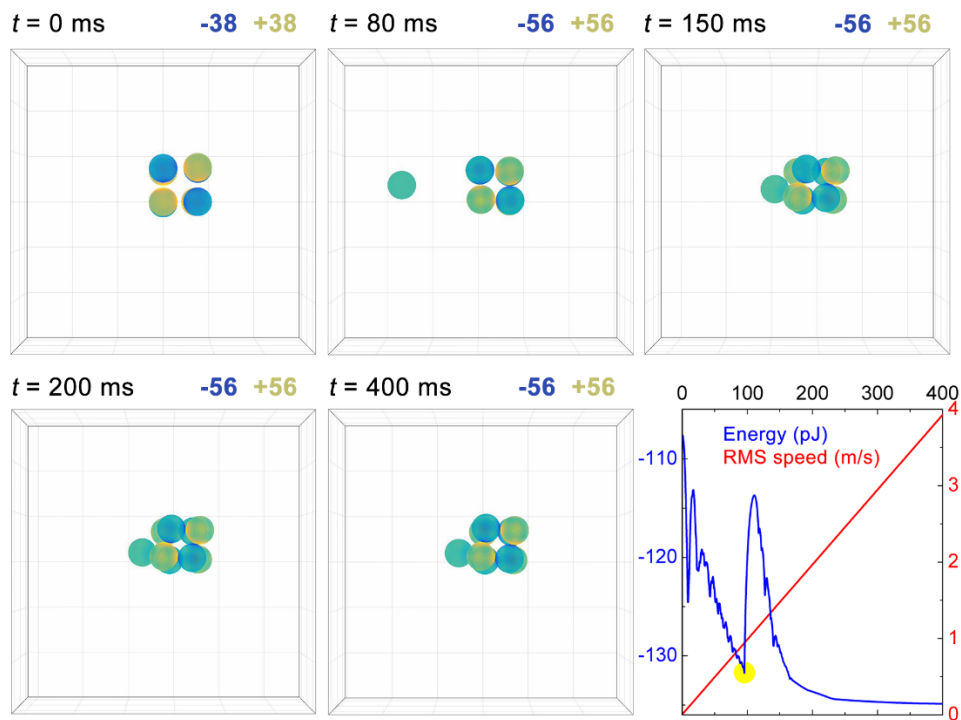 t = 0 ms -38 +38
t = 80 ms -56 +56
t = 150 ms -56 +56
t = 200 ms -56 +56
t = 400 ms -56 +56
0 100 200 300 400
Energy (pJ)
RMS speed (m/s)
-110
-120
-130
4
3
2
1
0